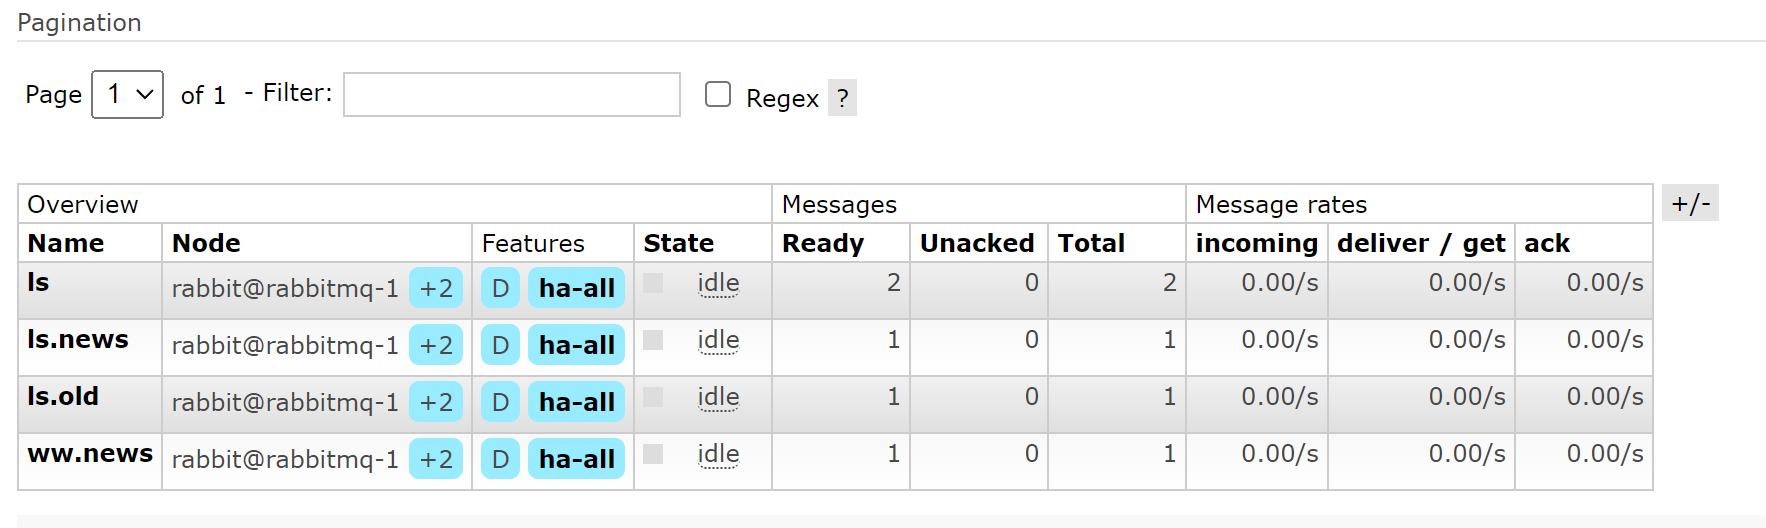 Pagination
Page 1 of 1 - Filter: Regex ?
Overview Messages Message rates +/-
Name Node Features State Ready Unacked Total incoming deliver / get ack
ls rabbit@rabbitmq-1 +2 D ha-all idle 2 0 2 0.00/s 0.00/s 0.00/s
ls.news rabbit@rabbitmq-1 +2 D ha-all idle 1 0 1 0.00/s 0.00/s 0.00/s
ls.old rabbit@rabbitmq-1 +2 D ha-all idle 1 0 1 0.00/s 0.00/s 0.00/s
ww.news rabbit@rabbitmq-1 +2 D ha-all idle 1 0 1 0.00/s 0.00/s 0.00/s